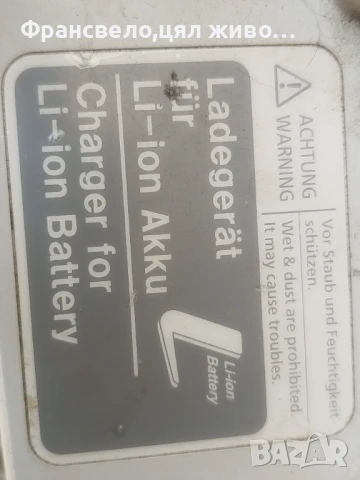 Франсвело,цял живо...
Ladegerät
für
Li-ion Akku
Charger for
Li-ion Battery
Li-ion
Battery
ACHTUNG
WARNING
Vor Staub und Feuchtigkeit
schützen.
Wet & dust are prohibited.
It may cause troubles.
BAZAR